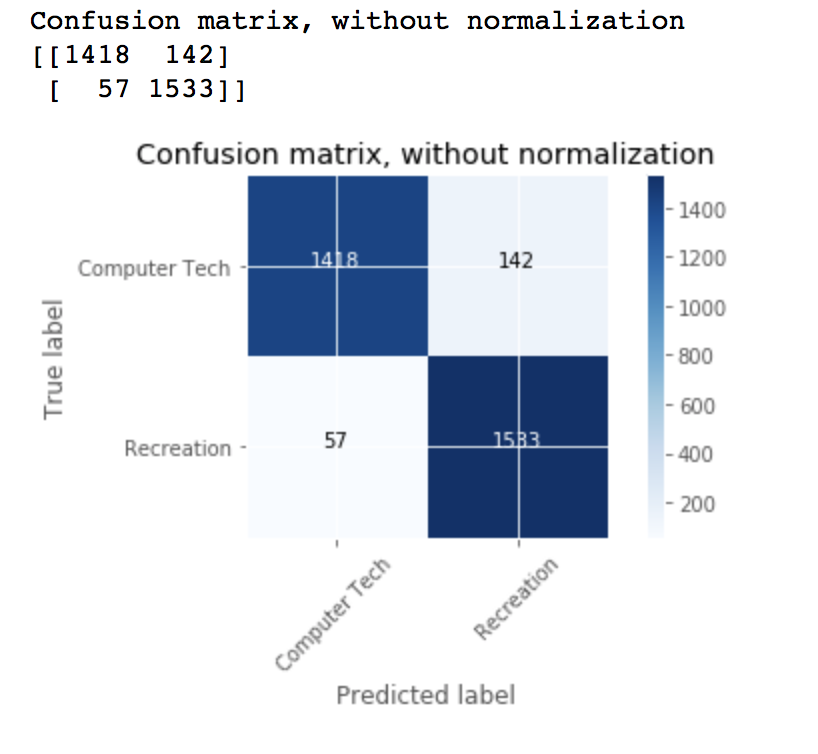 Confusion matrix, without normalization
[[1418  142]
 [  57 1533]]
Confusion matrix, without normalization
1400
1200
1000
800
600
400
200
Computer Tech
1418
142
Recreation
57
1533
True label
Computer Tech
Recreation
Predicted label